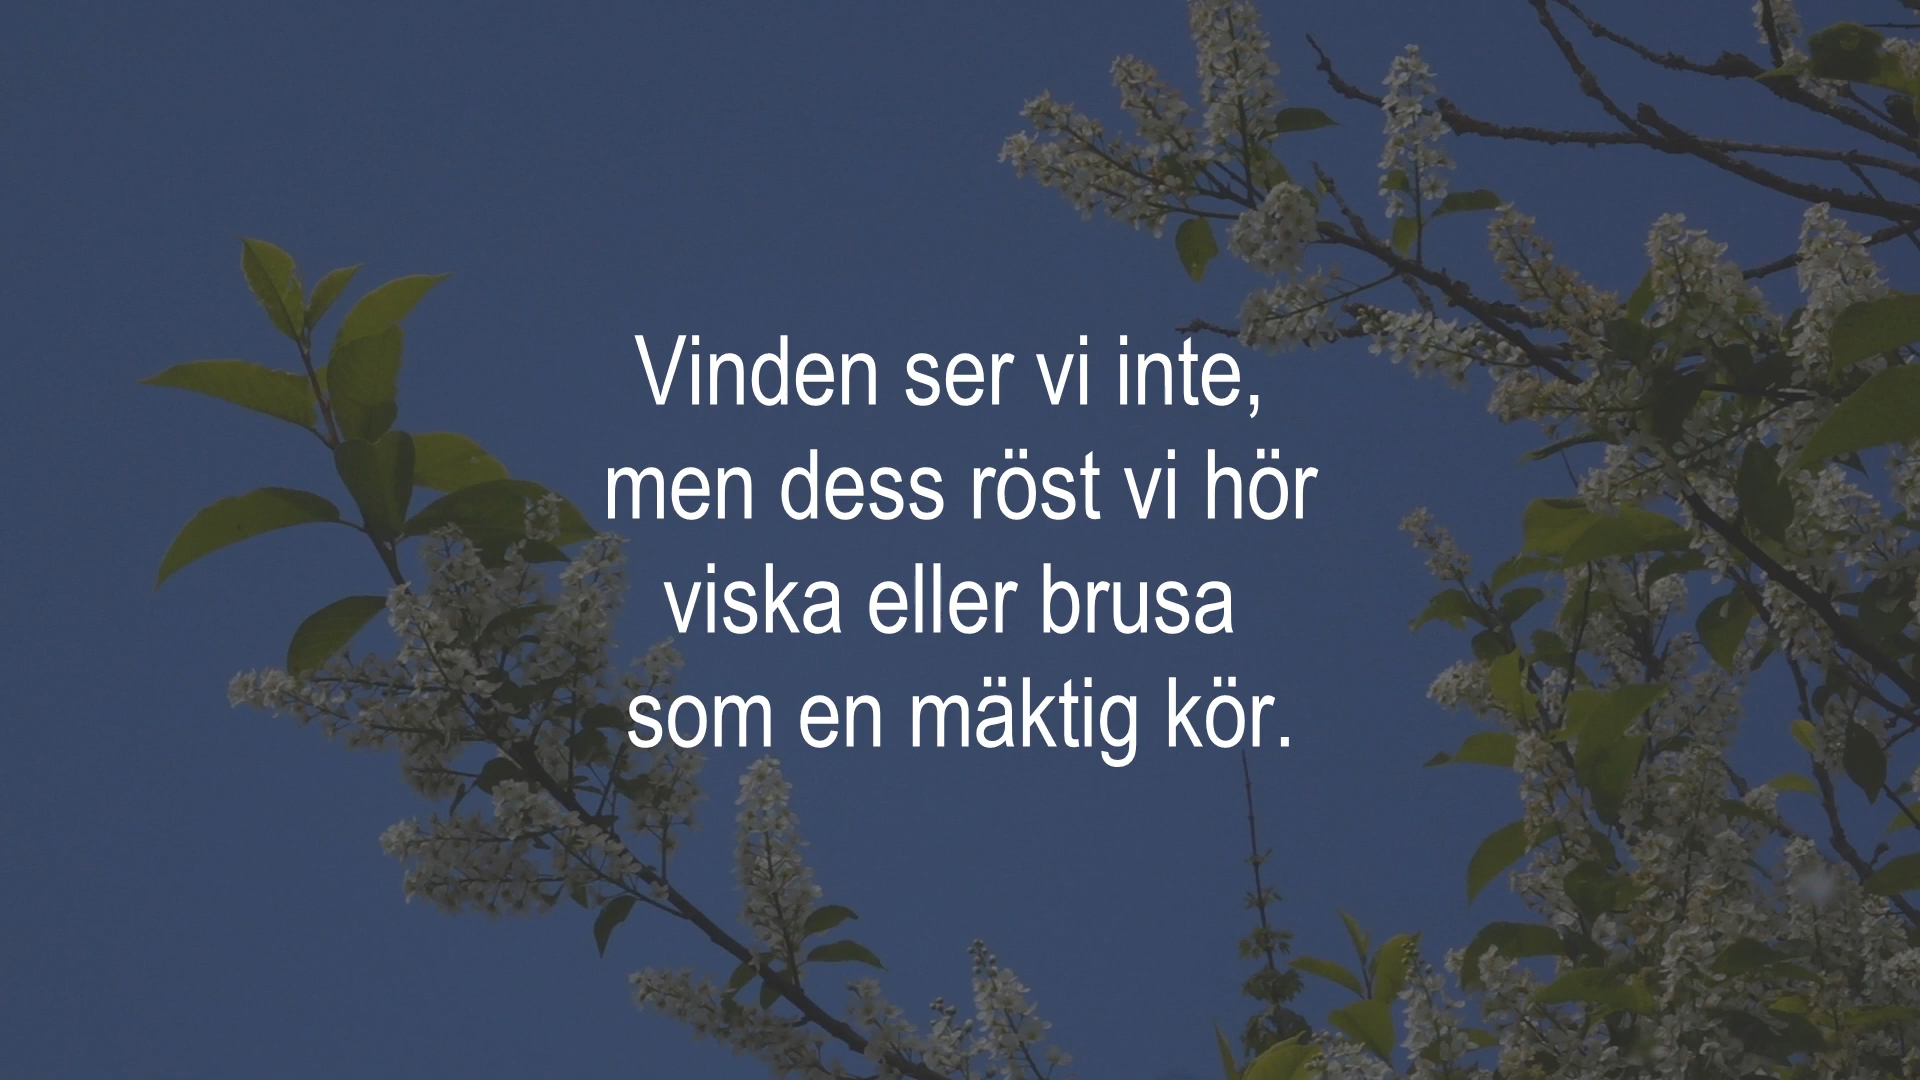 Vinden ser vi inte,
men dess röst vi hör
viska eller brusa
som en mäktig kör.